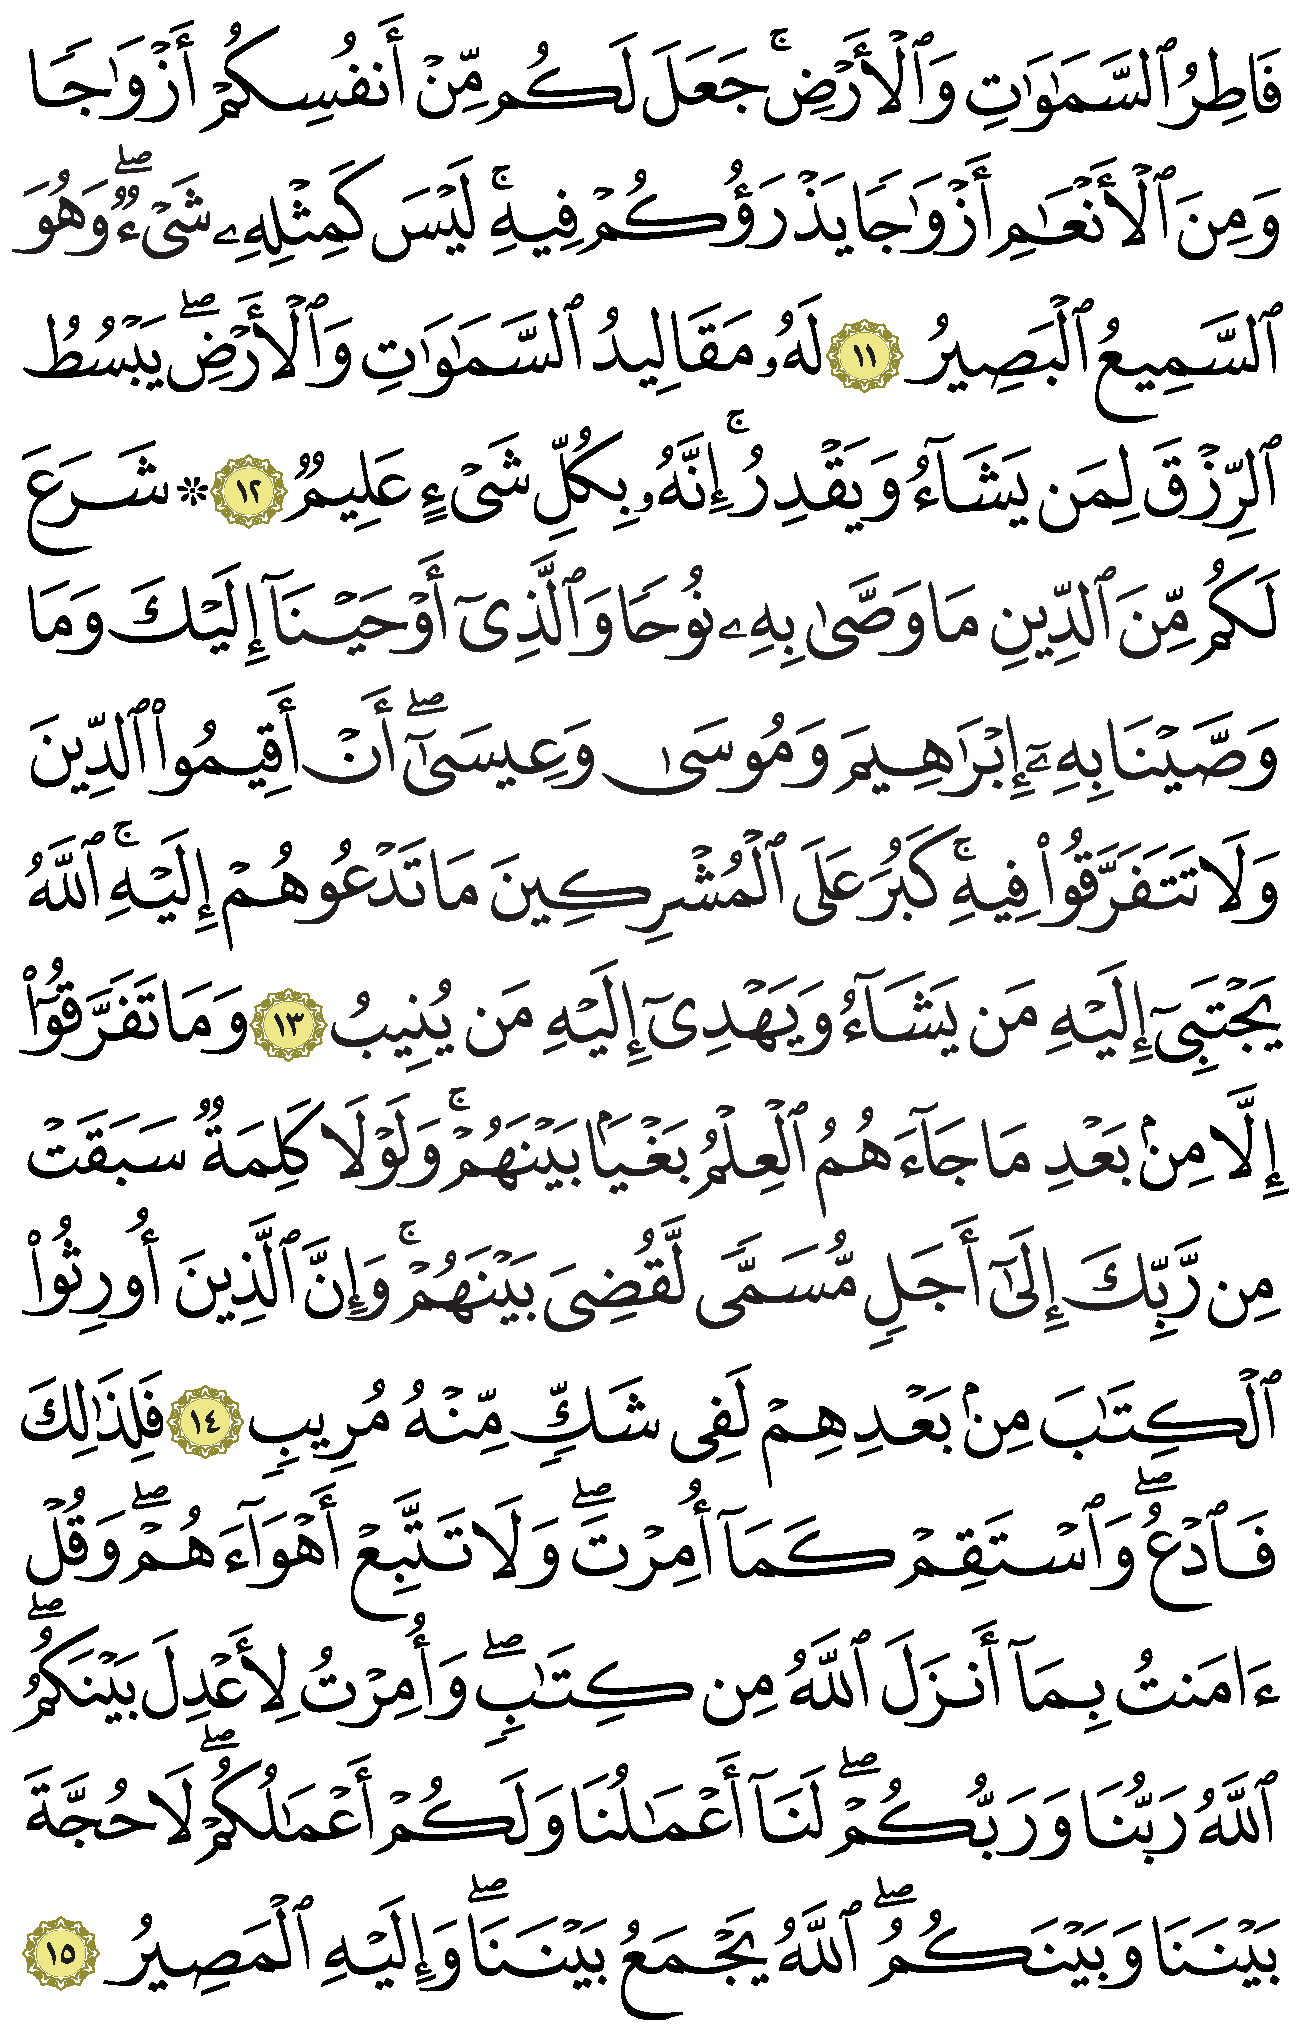 فَاطِرُ ٱلسَّمَٰوَٰتِ وَٱلْأَرْضِ ۚ جَعَلَ لَكُم مِّنْ أَنفُسِكُمْ أَزْوَٰجًا
وَمِنَ ٱلْأَنْعَٰمِ أَزْوَٰجًا يَذْرَؤُكُمْ فِيهِ ۚ لَيْسَ كَمِثْلِهِۦ شَىْءٌ ۖ وَهُوَ
ٱلسَّمِيعُ ٱلْبَصِيرُ ١١ لَهُۥ مَقَالِيدُ ٱلسَّمَٰوَٰتِ وَٱلْأَرْضِ ۖ يَبْسُطُ
ٱلرِّزْقَ لِمَن يَشَآءُ وَيَقْدِرُ ۚ إِنَّهُۥ بِكُلِّ شَىْءٍ عَلِيمٌ ١٢ ۞ شَرَعَ
لَكُم مِّنَ ٱلدِّينِ مَا وَصَّىٰ بِهِۦ نُوحًا وَٱلَّذِىٓ أَوْحَيْنَآ إِلَيْكَ وَمَا
وَصَّيْنَا بِهِۦٓ إِبْرَٰهِيمَ وَمُوسَىٰ وَعِيسَىٰٓ ۖ أَنْ أَقِيمُوا۟ ٱلدِّينَ
وَلَا تَتَفَرَّقُوا۟ فِيهِ ۚ كَبُرَ عَلَى ٱلْمُشْرِكِينَ مَا تَدْعُوهُمْ إِلَيْهِ ۚ ٱللَّهُ
يَجْتَبِىٓ إِلَيْهِ مَن يَشَآءُ وَيَهْدِىٓ إِلَيْهِ مَن يُنِيبُ ١٣ وَمَا تَفَرَّقُوٓا۟
إِلَّا مِنۢ بَعْدِ مَا جَآءَهُمُ ٱلْعِلْمُ بَغْيًۢا بَيْنَهُمْ ۚ وَلَوْلَا كَلِمَةٌ سَبَقَتْ
مِن رَّبِّكَ إِلَىٰٓ أَجَلٍ مُّسَمًّى لَّقُضِىَ بَيْنَهُمْ ۚ وَإِنَّ ٱلَّذِينَ أُورِثُوا۟
ٱلْكِتَٰبَ مِنۢ بَعْدِهِمْ لَفِى شَكٍّ مِّنْهُ مُرِيبٍ ١٤ فَلِذَٰلِكَ
فَٱدْعُ ۖ وَٱسْتَقِمْ كَمَآ أُمِرْتَ ۖ وَلَا تَتَّبِعْ أَهْوَآءَهُمْ ۖ وَقُلْ
ءَامَنتُ بِمَآ أَنزَلَ ٱللَّهُ مِن كِتَٰبٍ ۖ وَأُمِرْتُ لِأَعْدِلَ بَيْنَكُمُ ۖ
ٱللَّهُ رَبُّنَا وَرَبُّكُمْ ۖ لَنَآ أَعْمَٰلُنَا وَلَكُمْ أَعْمَٰلُكُمْ ۖ لَا حُجَّةَ
بَيْنَنَا وَبَيْنَكُمُ ۖ ٱللَّهُ يَجْمَعُ بَيْنَنَا ۖ وَإِلَيْهِ ٱلْمَصِيرُ ١٥